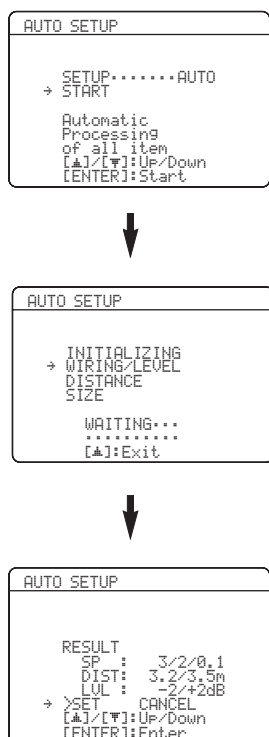 AUTO SETUP
SETUP•••••••AUTO
→ START
Automatic
Processing
of all item
[▲]/[▼]:Up/Down
[ENTER]:Start
AUTO SETUP
INITIALIZING
→ WIRING/LEVEL
DISTANCE
SIZE
WAITING•••
••••••••••
[▲]:Exit
AUTO SETUP
RESULT
SP : 3/2/0.1
DIST: 3.2/3.5m
LVL : -2/+2dB
→ >SET CANCEL
[▲]/[▼]:Up/Down
[ENTER]:Enter